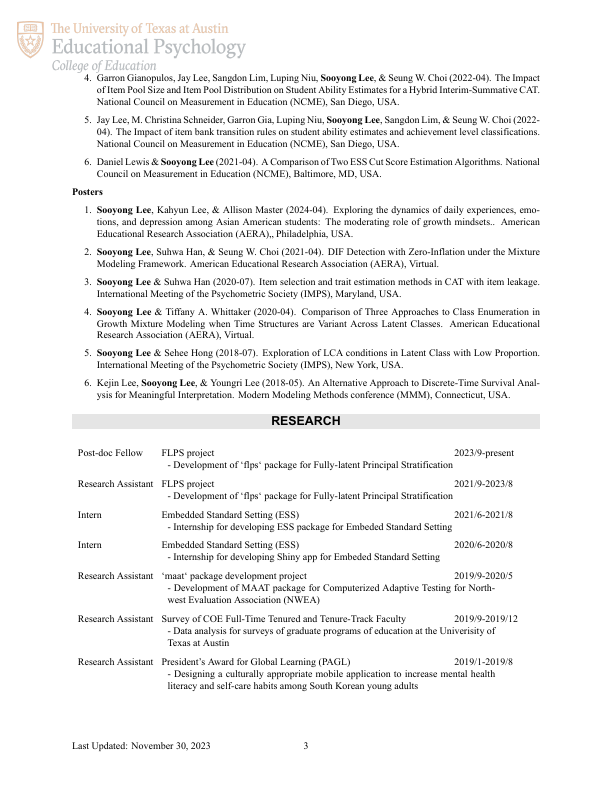 The University of Texas at Austin
Educational Psychology
College of Education
4. Garron Gianopulos, Jay Lee, Sangdon Lim, Luping Niu, Sooyong Lee, & Seung W. Choi (2022-04). The Impact
of Item Pool Size and Item Pool Distribution on Student Ability Estimates for a Hybrid Interim-Summative CAT.
National Council on Measurement in Education (NCME), San Diego, USA.
5. Jay Lee, M. Christina Schneider, Garron Gia, Luping Niu, Sooyong Lee, Sangdon Lim, & Seung W. Choi (2022-
04). The Impact of item bank transition rules on student ability estimates and achievement level classifications.
National Council on Measurement in Education (NCME), San Diego, USA.
6. Daniel Lewis & Sooyong Lee (2021-04). A Comparison of Two ESS Cut Score Estimation Algorithms. National
Council on Measurement in Education (NCME), Baltimore, MD, USA.
Posters
1. Sooyong Lee, Kahyun Lee, & Allison Master (2024-04). Exploring the dynamics of daily experiences, emo-
tions, and depression among Asian American students: The moderating role of growth mindsets.. American
Educational Research Association (AERA),, Philadelphia, USA.
2. Sooyong Lee, Suhwa Han, & Seung W. Choi (2021-04). DIF Detection with Zero-Inflation under the Mixture
Modeling Framework. American Educational Research Association (AERA), Virtual.
3. Sooyong Lee & Suhwa Han (2020-07). Item selection and trait estimation methods in CAT with item leakage.
International Meeting of the Psychometric Society (IMPS), Maryland, USA.
4. Sooyong Lee & Tiffany A. Whittaker (2020-04). Comparison of Three Approaches to Class Enumeration in
Growth Mixture Modeling when Time Structures are Variant Across Latent Classes. American Educational
Research Association (AERA), Virtual.
5. Sooyong Lee & Sehee Hong (2018-07). Exploration of LCA conditions in Latent Class with Low Proportion.
International Meeting of the Psychometric Society (IMPS), New York, USA.
6. Kejin Lee, Sooyong Lee, & Youngri Lee (2018-05). An Alternative Approach to Discrete-Time Survival Anal-
ysis for Meaningful Interpretation. Modern Modeling Methods conference (MMM), Connecticut, USA.
RESEARCH
Post-doc Fellow FLPS project 2023/9-present
- Development of ‘flps‘ package for Fully-latent Principal Stratification
Research Assistant FLPS project 2021/9-2023/8
- Development of ‘flps‘ package for Fully-latent Principal Stratification
Intern Embedded Standard Setting (ESS) 2021/6-2021/8
- Internship for developing ESS package for Embeded Standard Setting
Intern Embedded Standard Setting (ESS) 2020/6-2020/8
- Internship for developing Shiny app for Embeded Standard Setting
Research Assistant ‘maat‘ package development project 2019/9-2020/5
- Development of MAAT package for Computerized Adaptive Testing for North-
west Evaluation Association (NWEA)
Research Assistant Survey of COE Full-Time Tenured and Tenure-Track Faculty 2019/9-2019/12
- Data analysis for surveys of graduate programs of education at the Univerisity of
Texas at Austin
Research Assistant President’s Award for Global Learning (PAGL) 2019/1-2019/8
- Designing a culturally appropriate mobile application to increase mental health
literacy and self-care habits among South Korean young adults
Last Updated: November 30, 2023 3